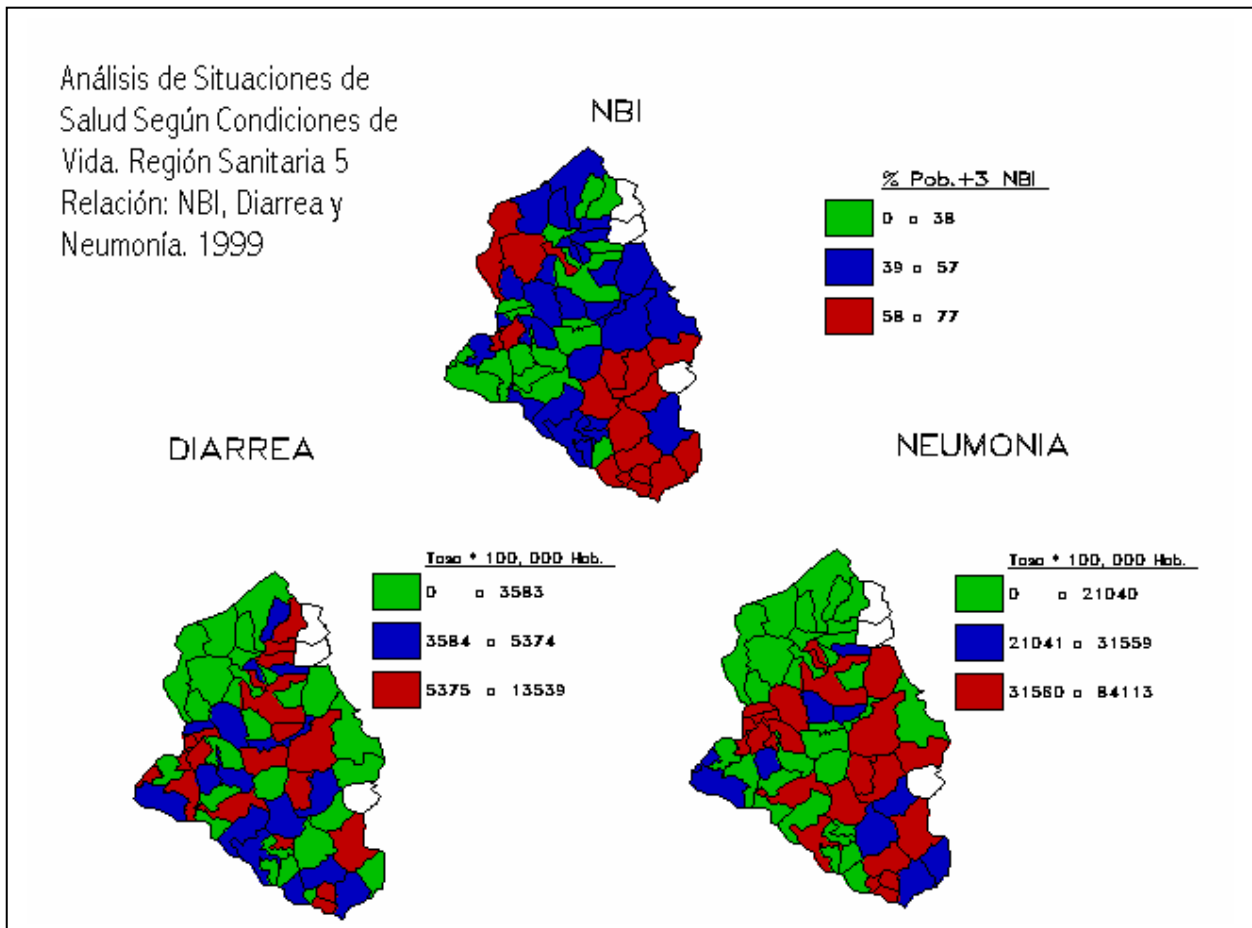 Análisis de Situaciones de
Salud Según Condiciones de
Vida. Región Sanitaria 5
Relación: NBI, Diarrea y
Neumonía. 1999
NBI
% Pob.+3 NBI
0 a 38
39 a 57
58 a 77
DIARREA
Tasa * 100, 000 Hab.
0 a 3583
3584 a 5374
5375 a 13539
NEUMONIA
Tasa * 100, 000 Hab.
0 a 21040
21041 a 31559
31560 a 84113